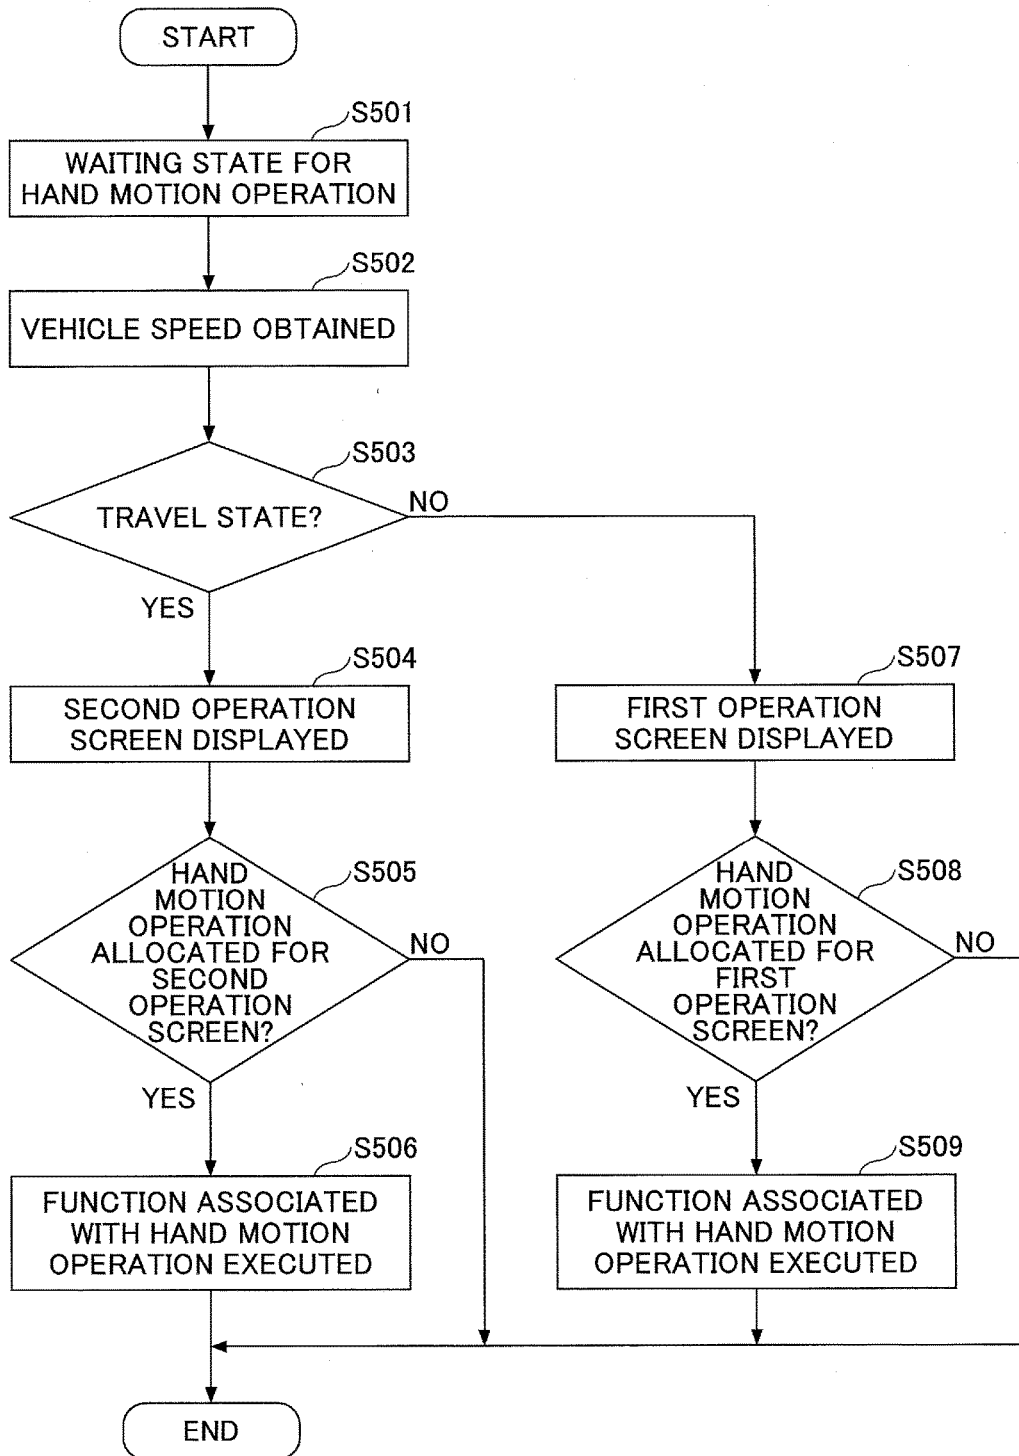 START
S501
WAITING STATE FOR
HAND MOTION OPERATION
S502
VEHICLE SPEED OBTAINED
S503
TRAVEL STATE?
NO
YES
S504
SECOND OPERATION
SCREEN DISPLAYED
S507
FIRST OPERATION
SCREEN DISPLAYED
S505
HAND
MOTION
OPERATION
ALLOCATED FOR
SECOND
OPERATION
SCREEN?
NO
YES
S508
HAND
MOTION
OPERATION
ALLOCATED FOR
FIRST
OPERATION
SCREEN?
NO
YES
S506
FUNCTION ASSOCIATED
WITH HAND MOTION
OPERATION EXECUTED
S509
FUNCTION ASSOCIATED
WITH HAND MOTION
OPERATION EXECUTED
END